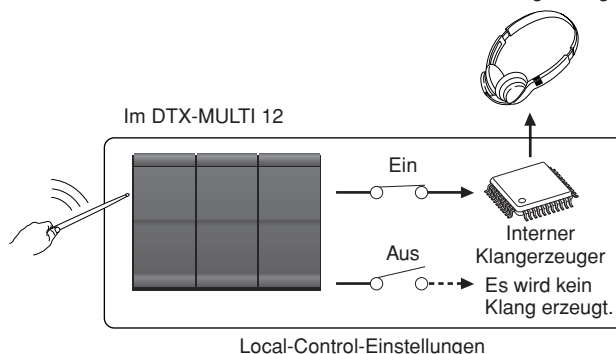 Im DTX-MULTI 12
Ein
Interner
Klangerzeuger
Aus
Es wird kein
Klang erzeugt.
Local-Control-Einstellungen